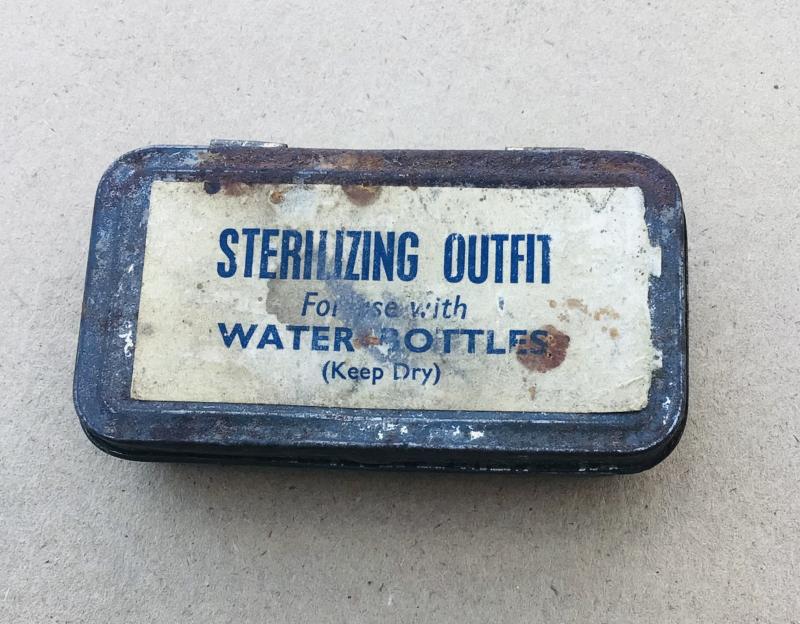 STERILIZING OUTFIT
For use with
WATER BOTTLES
(Keep Dry)